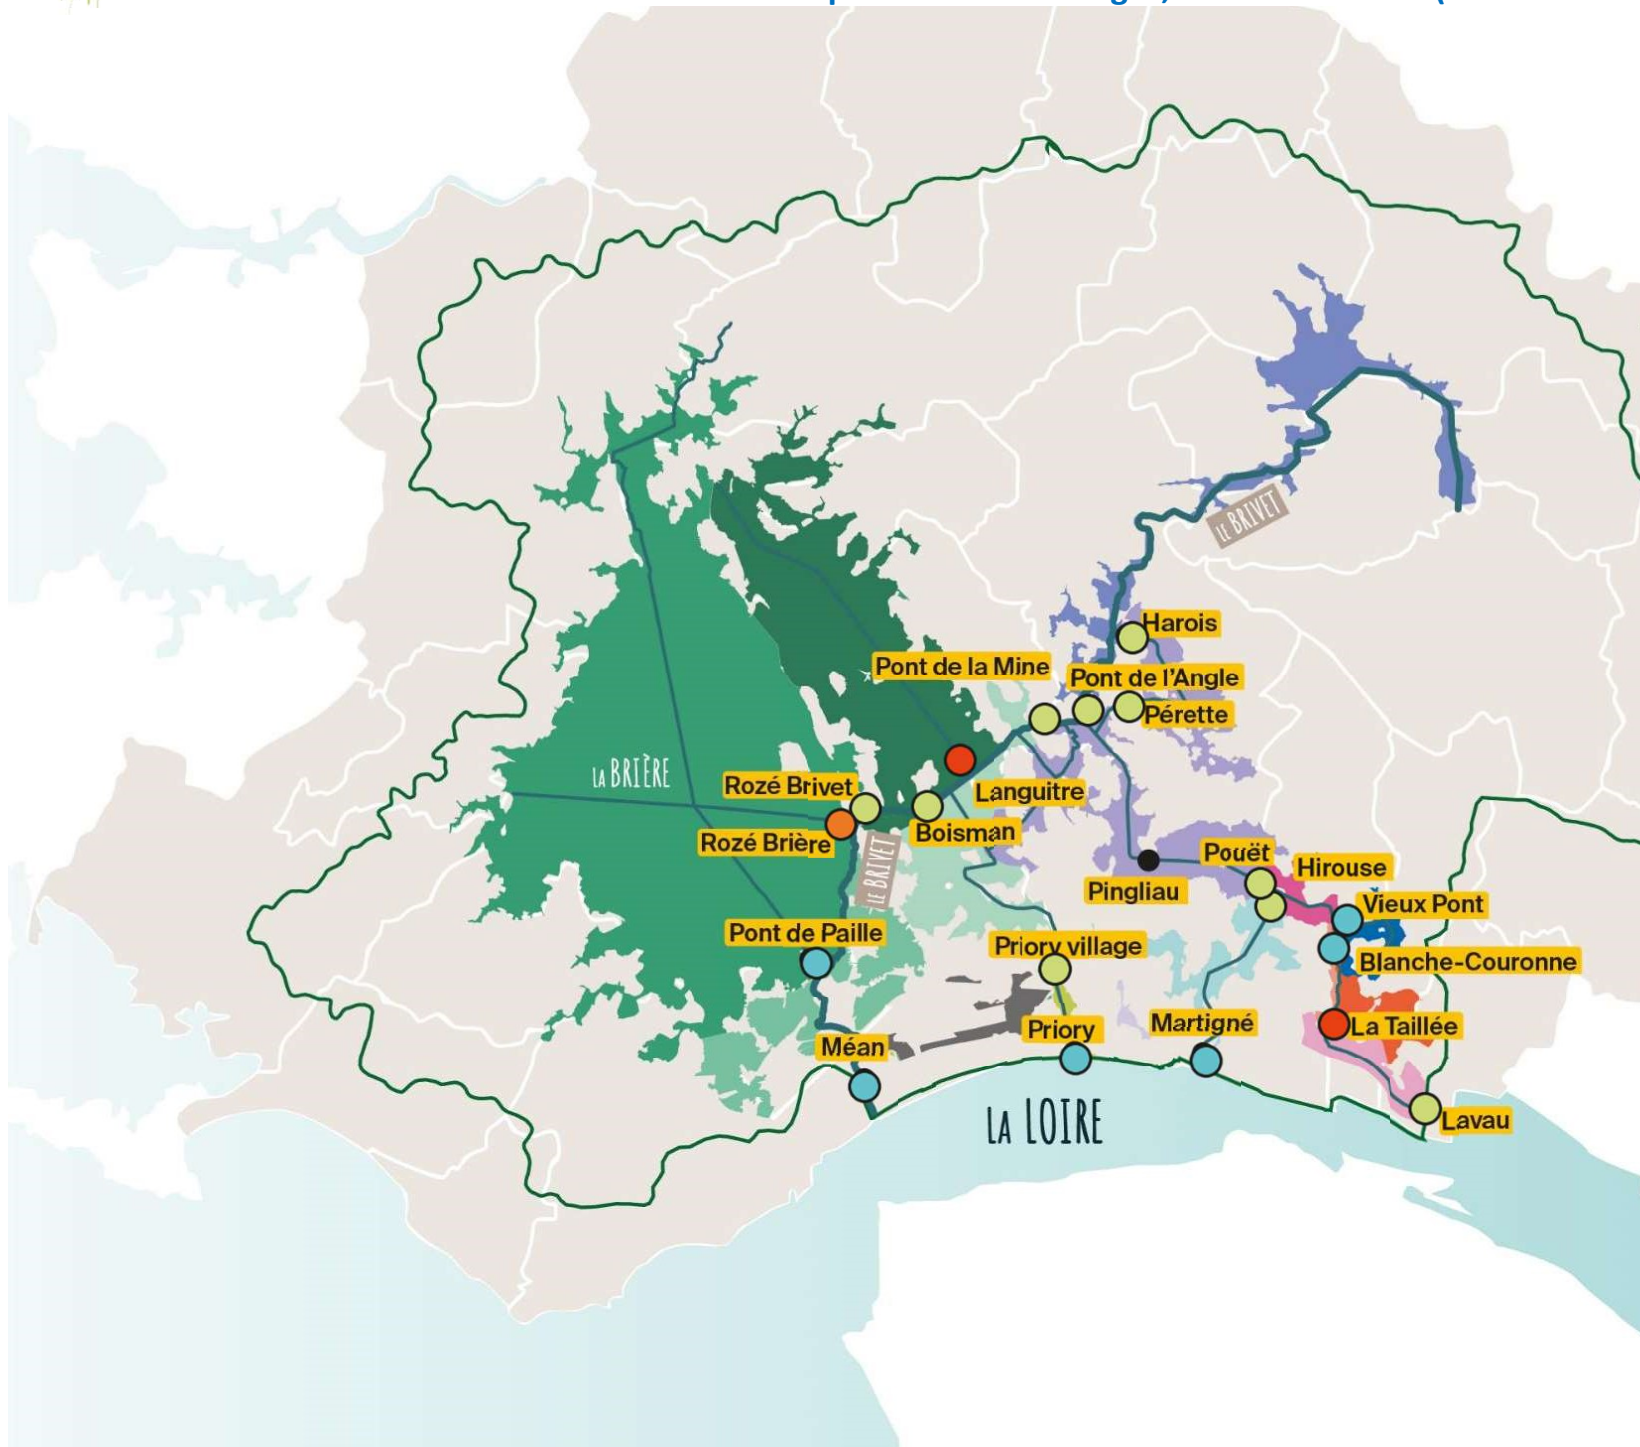 LE BRIVET
Harois
Pont de la Mine
Pont de l'Angle
Pérette
LA BRIÈRE
Rozé Brivet
Languitre
Rozé Brière
Boisman
LE BRIVET
Pouët
Hirouse
Pingliau
Vieux Pont
Pont de Paille
Priory village
Blanche-Couronne
Priory
Martigné
La Taillée
Méan
LA LOIRE
Lavau